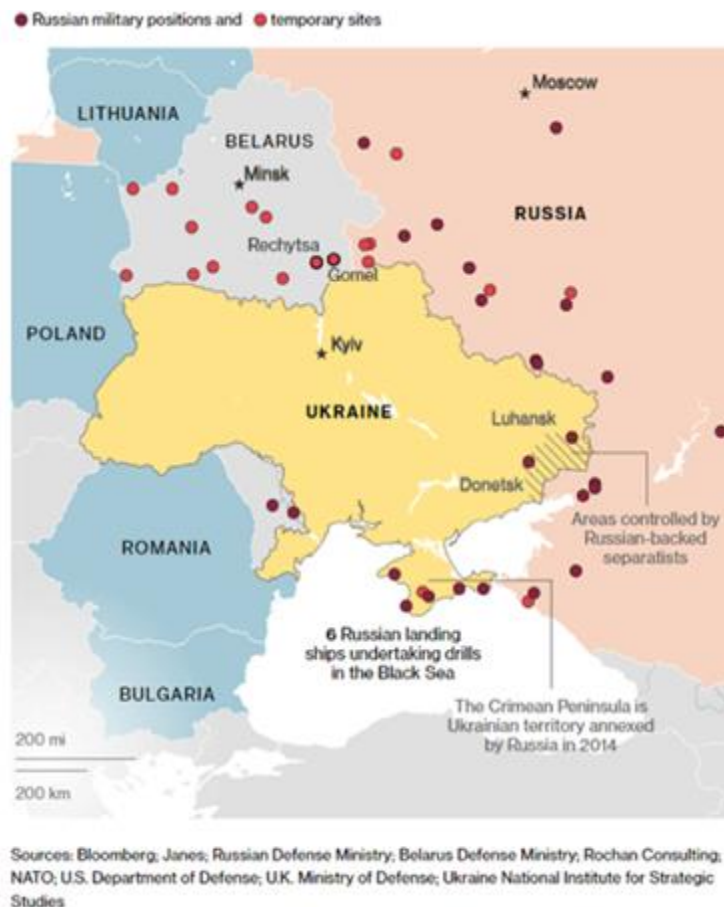 Russian military positions and temporary sites
Moscow
LITHUANIA
BELARUS
Minsk
RUSSIA
Rechytsa
Gomel
POLAND
Kyiv
UKRAINE
Luhansk
Donetsk
Areas controlled by
Russian-backed
separatists
ROMANIA
6 Russian landing
ships undertaking drills
in the Black Sea
BULGARIA
The Crimean Peninsula is
Ukrainian territory annexed
by Russia in 2014
200 mi
200 km
Sources: Bloomberg; Janes; Russian Defense Ministry; Belarus Defense Ministry; Rochan Consulting;
NATO; U.S. Department of Defense; U.K. Ministry of Defense; Ukraine National Institute for Strategic
Studies